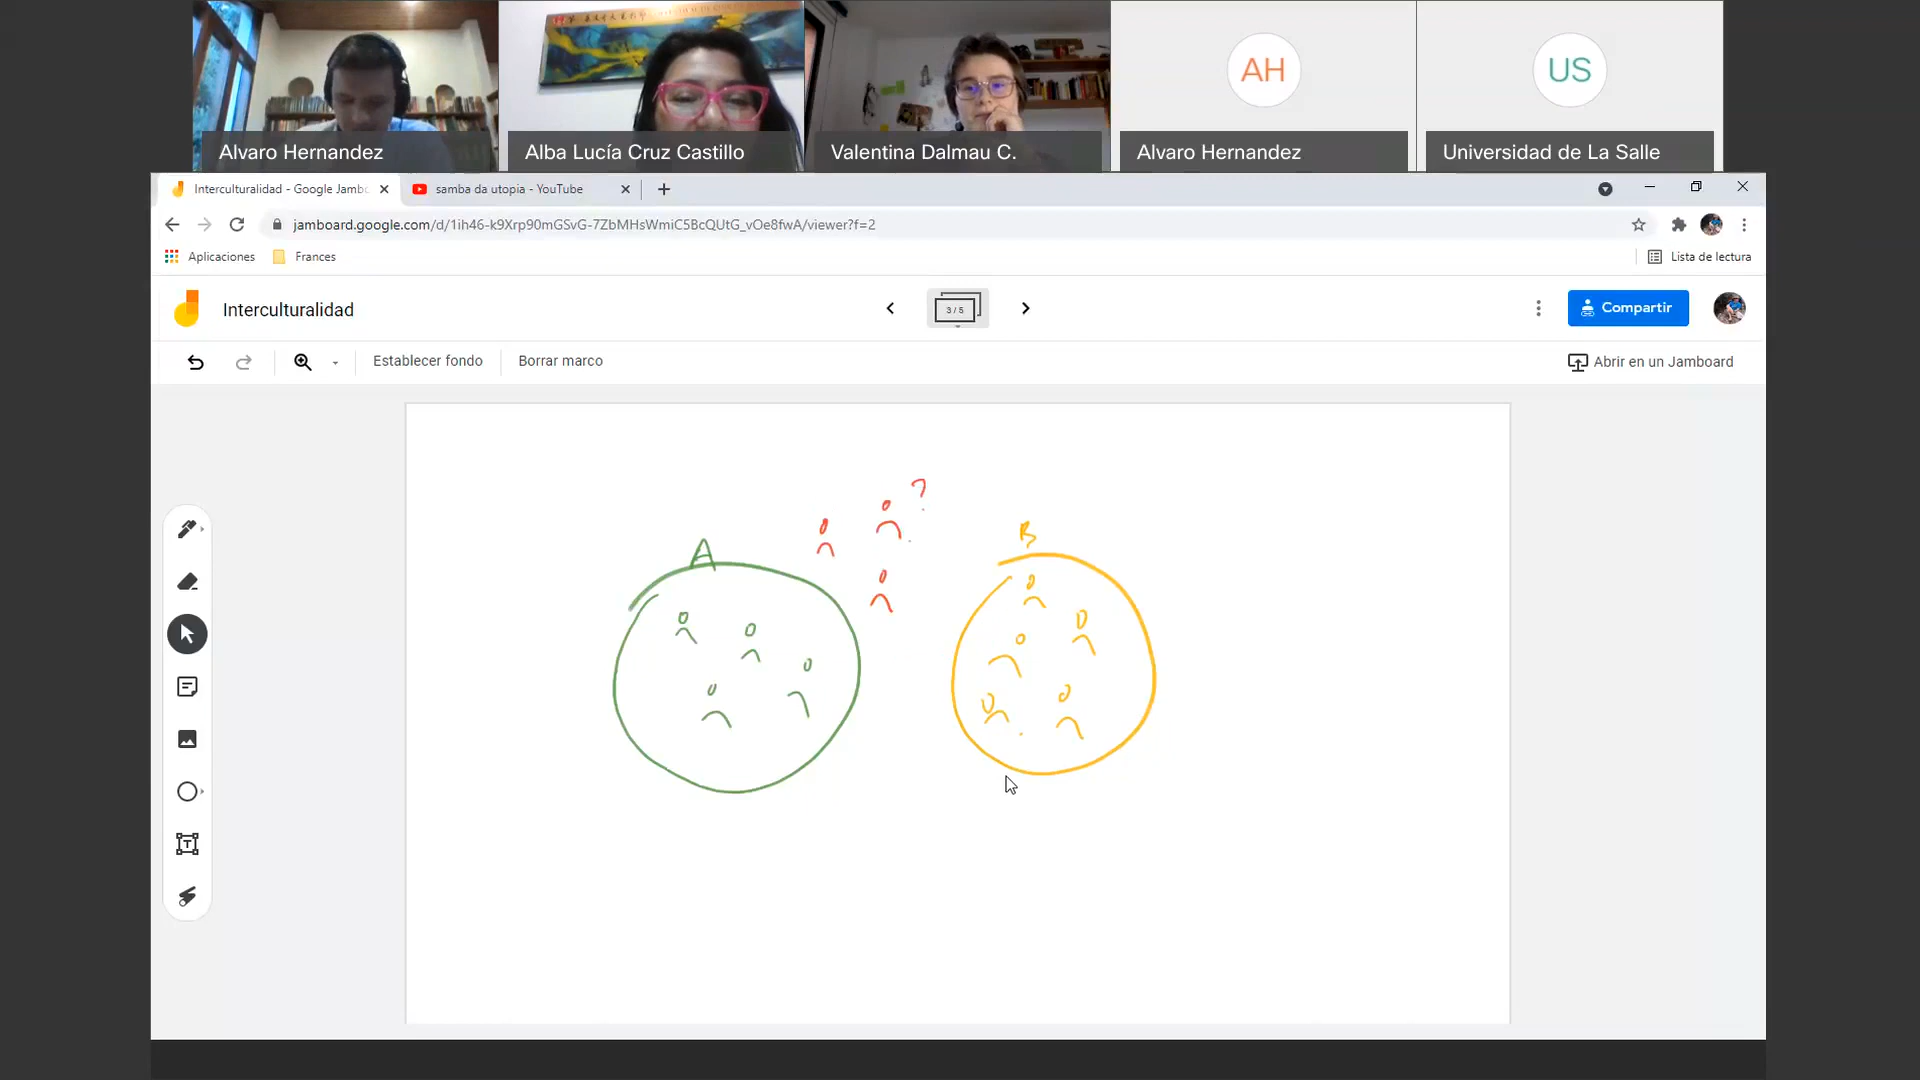 Alvaro Hernandez
Alba Lucía Cruz Castillo
Valentina Dalmau C.
AH
Alvaro Hernandez
US
Universidad de La Salle
Interculturalidad - Google Jambo
samba da utopia - YouTube
jamboard.google.com/d/1ih46-k9Xrp90mGSvG-7ZbMHsWmiC5BcQUtG_vOe8fwA/viewer?f=2
Aplicaciones
Frances
Lista de lectura
Interculturalidad
3 / 5
Compartir
Establecer fondo
Borrar marco
Abrir en un Jamboard
?
A
B